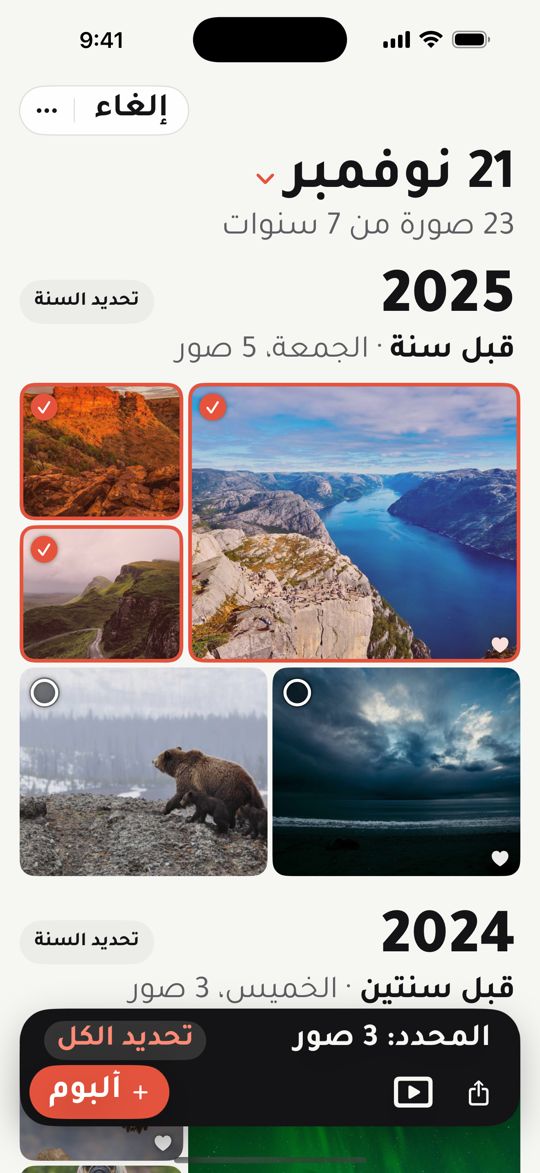 9:41
إلغاء
...
21 نوفمبر
23 صورة من 7 سنوات
2025
تحديد السنة
قبل سنة · الجمعة، 5 صور
2024
تحديد السنة
قبل سنتين · الخميس، 3 صور
المحدد: 3 صور
تحديد الكل
+ ألبوم